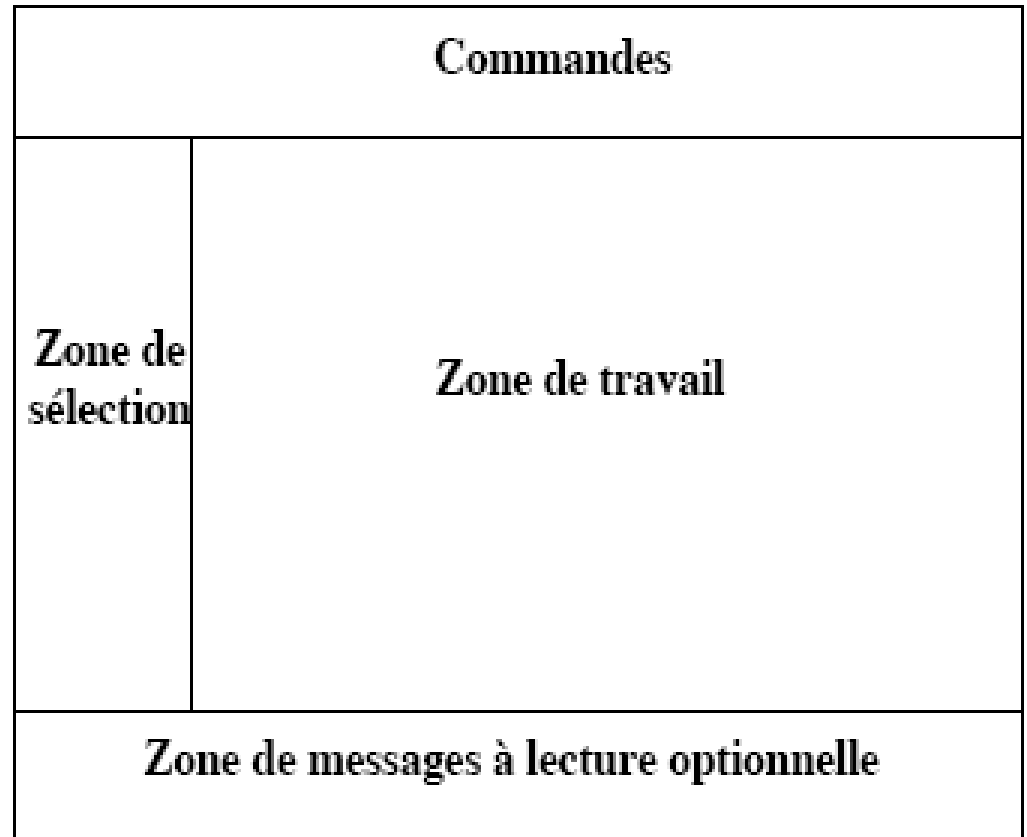 Commandes
Zone de
sélection
Zone de travail
Zone de messages à lecture optionnelle